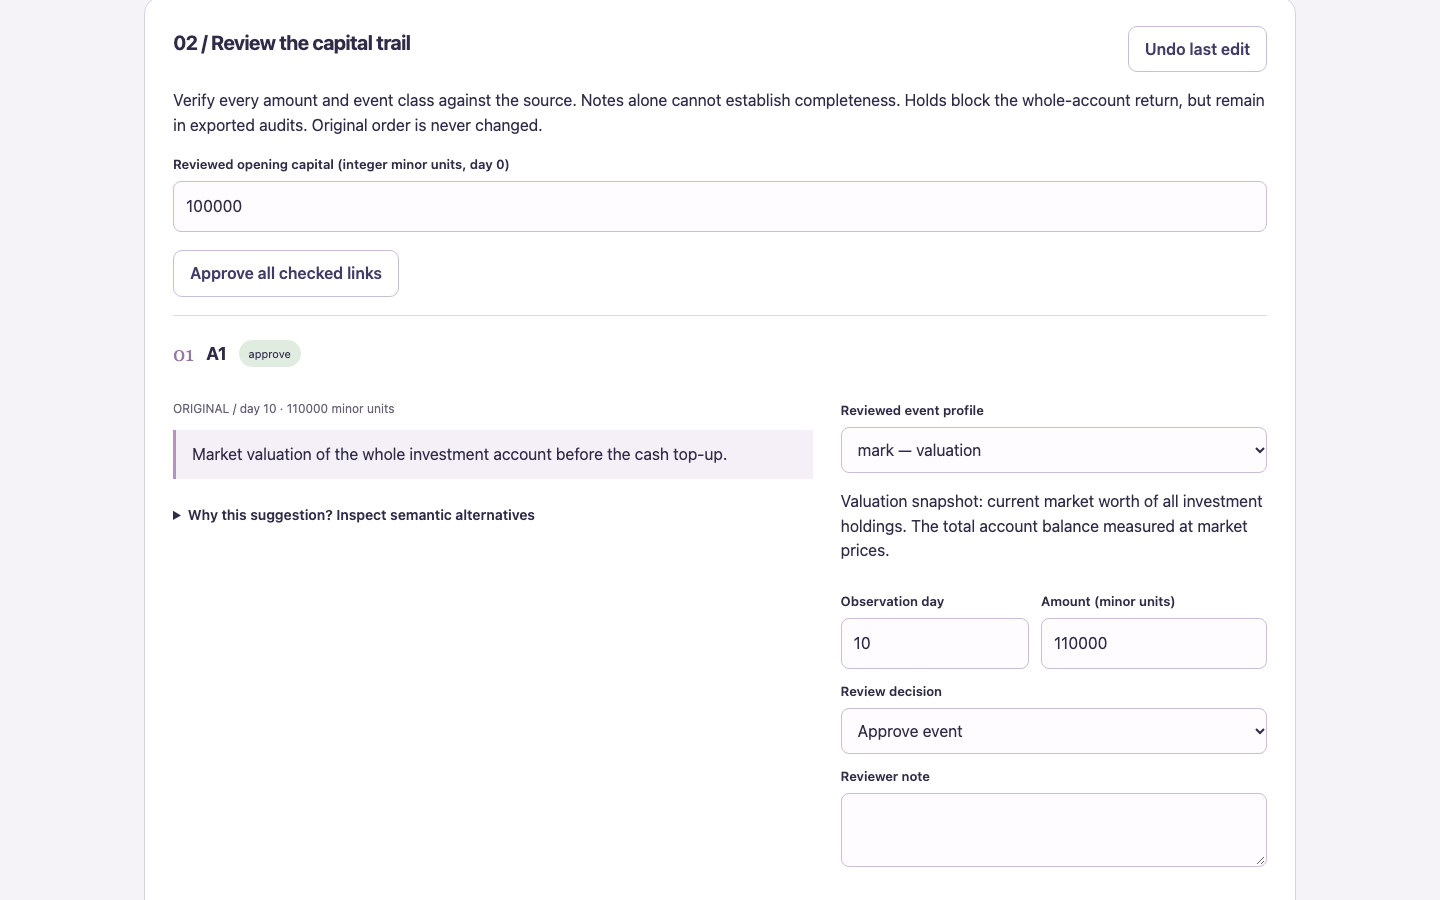 02 / Review the capital trail
Undo last edit
Verify every amount and event class against the source. Notes alone cannot establish completeness. Holds block the whole-account return, but remain
in exported audits. Original order is never changed.
Reviewed opening capital (integer minor units, day 0)
100000
Approve all checked links
01 A1 approve
ORIGINAL / day 10 · 110000 minor units
Market valuation of the whole investment account before the cash top-up.
Why this suggestion? Inspect semantic alternatives
Reviewed event profile
mark — valuation
Valuation snapshot: current market worth of all investment
holdings. The total account balance measured at market
prices.
Observation day
10
Amount (minor units)
110000
Review decision
Approve event
Reviewer note